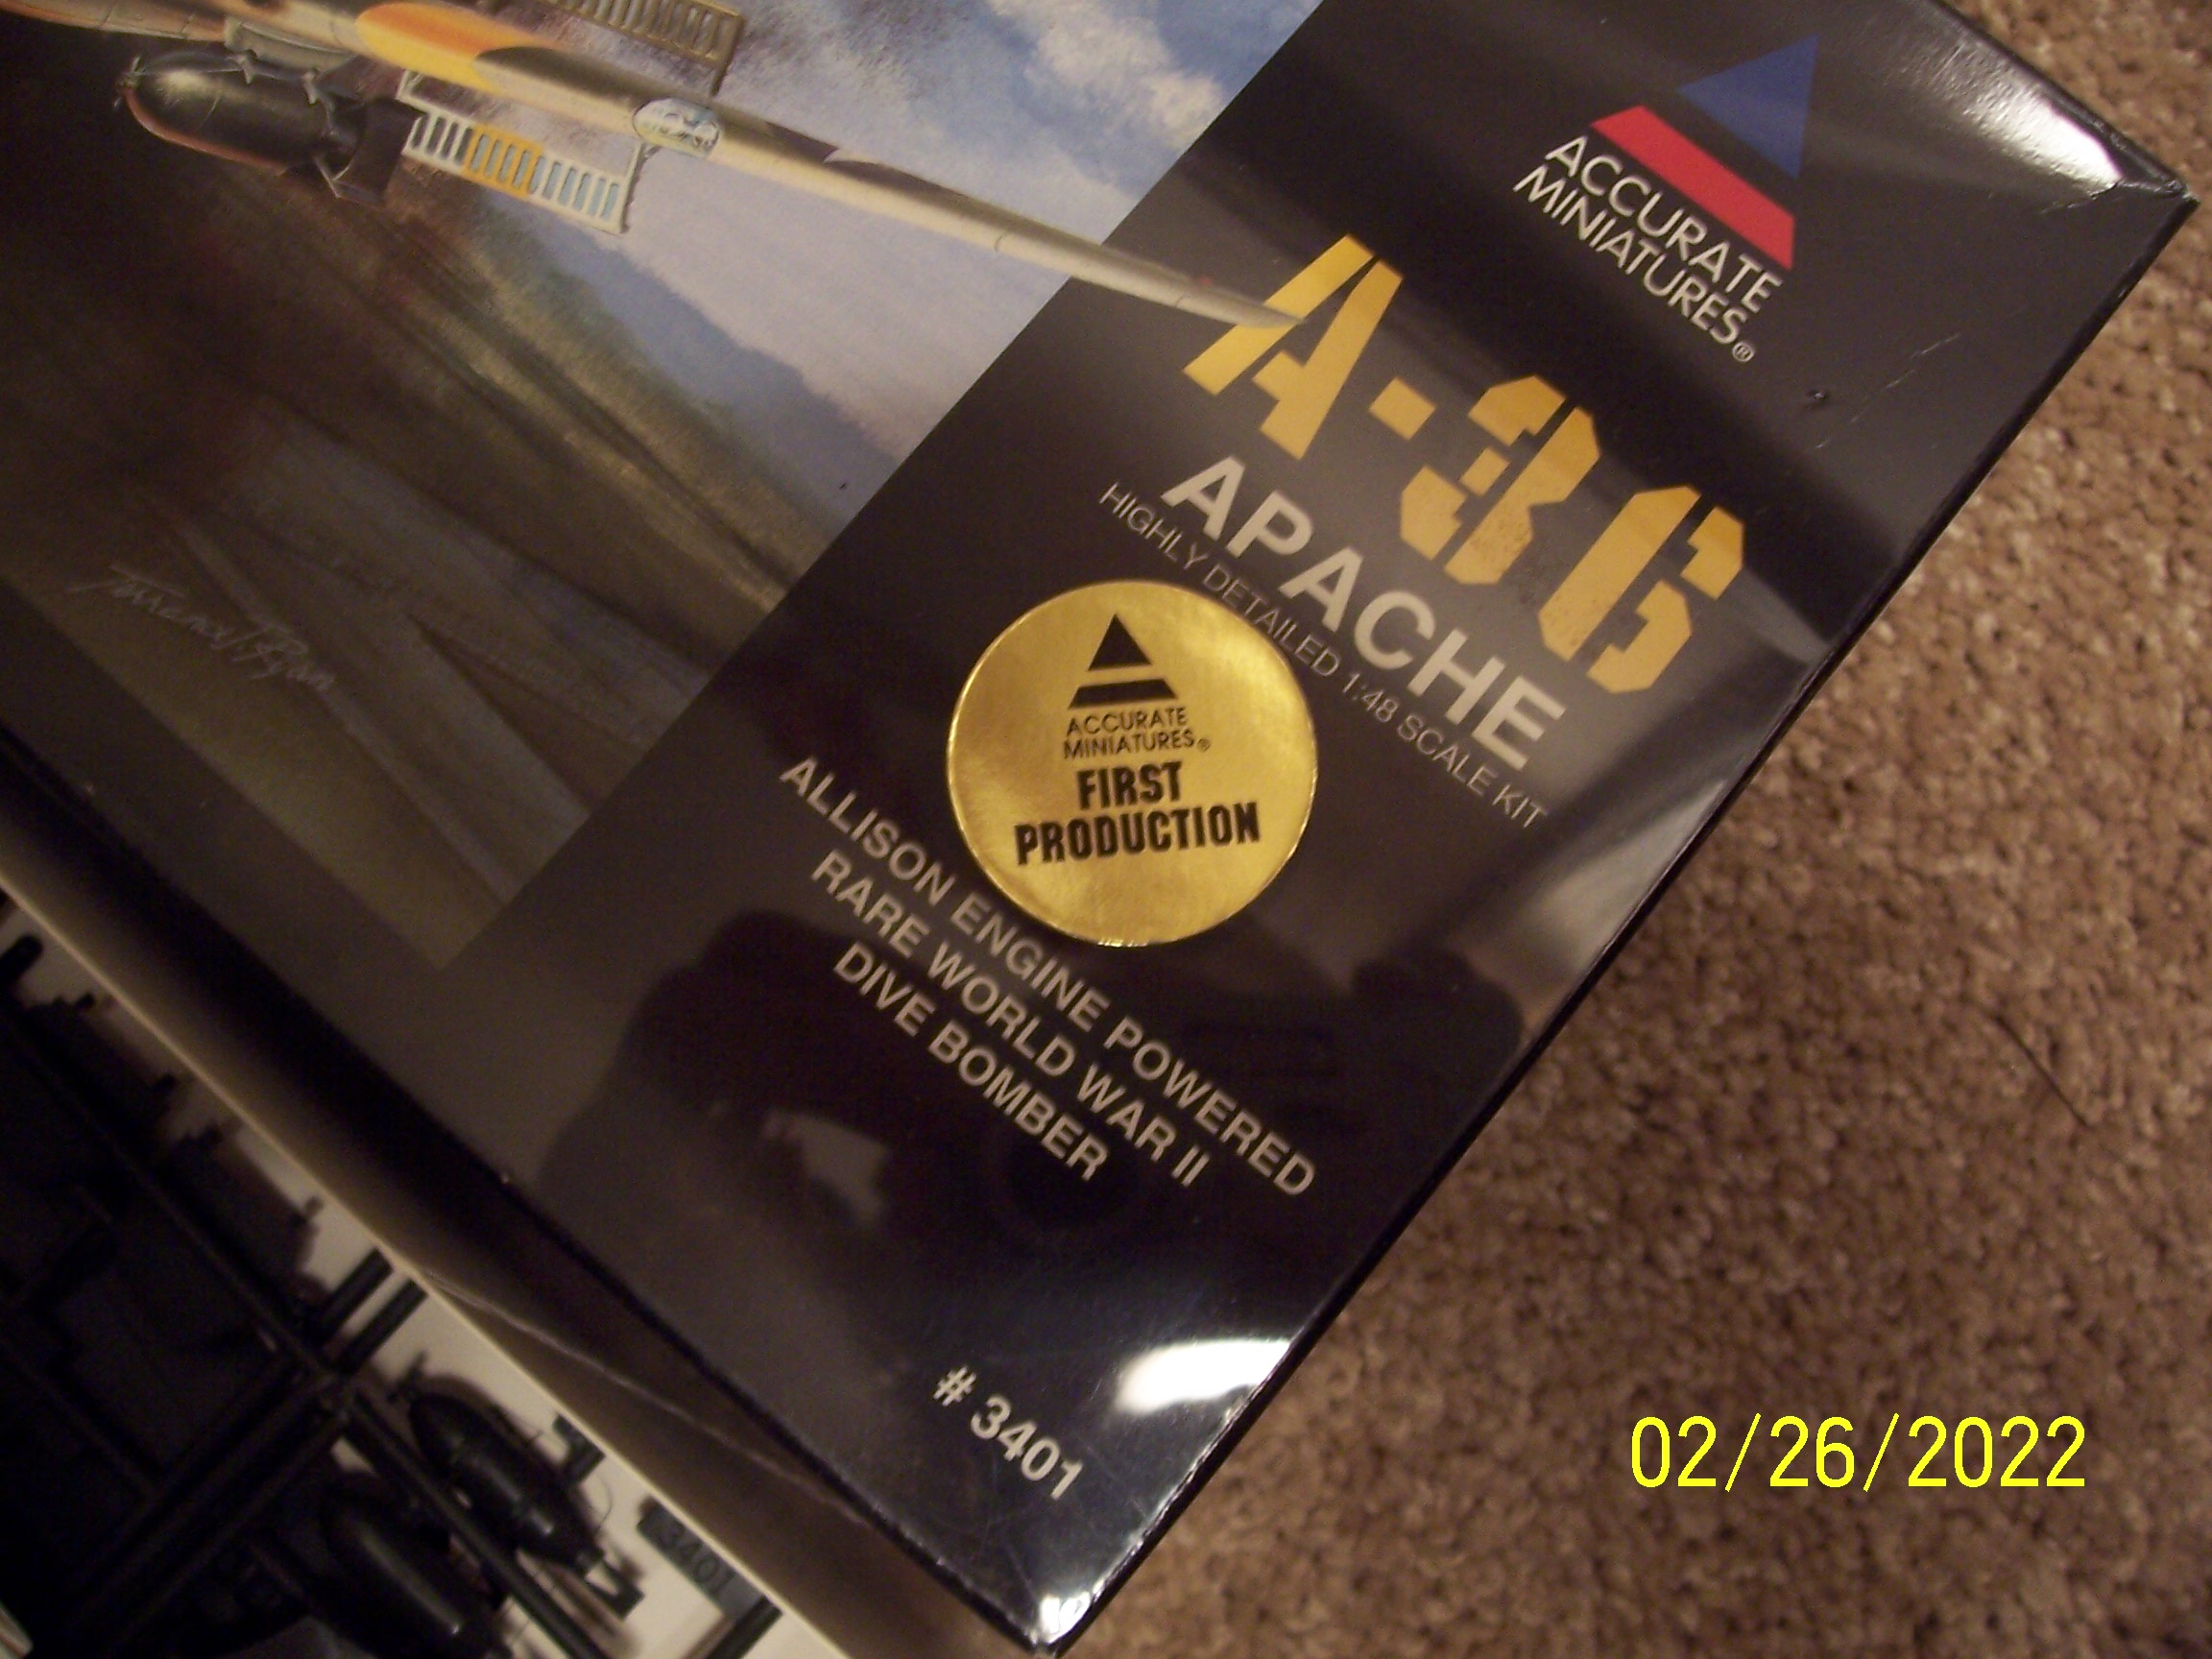 ACCURATE
MINIATURES®
A-36
APACHE
HIGHLY DETAILED 1:48 SCALE KIT
ACCURATE
MINIATURES®
FIRST
PRODUCTION
ALLISON ENGINE POWERED
RARE WORLD WAR II
DIVE BOMBER
# 3401
3401
02/26/2022